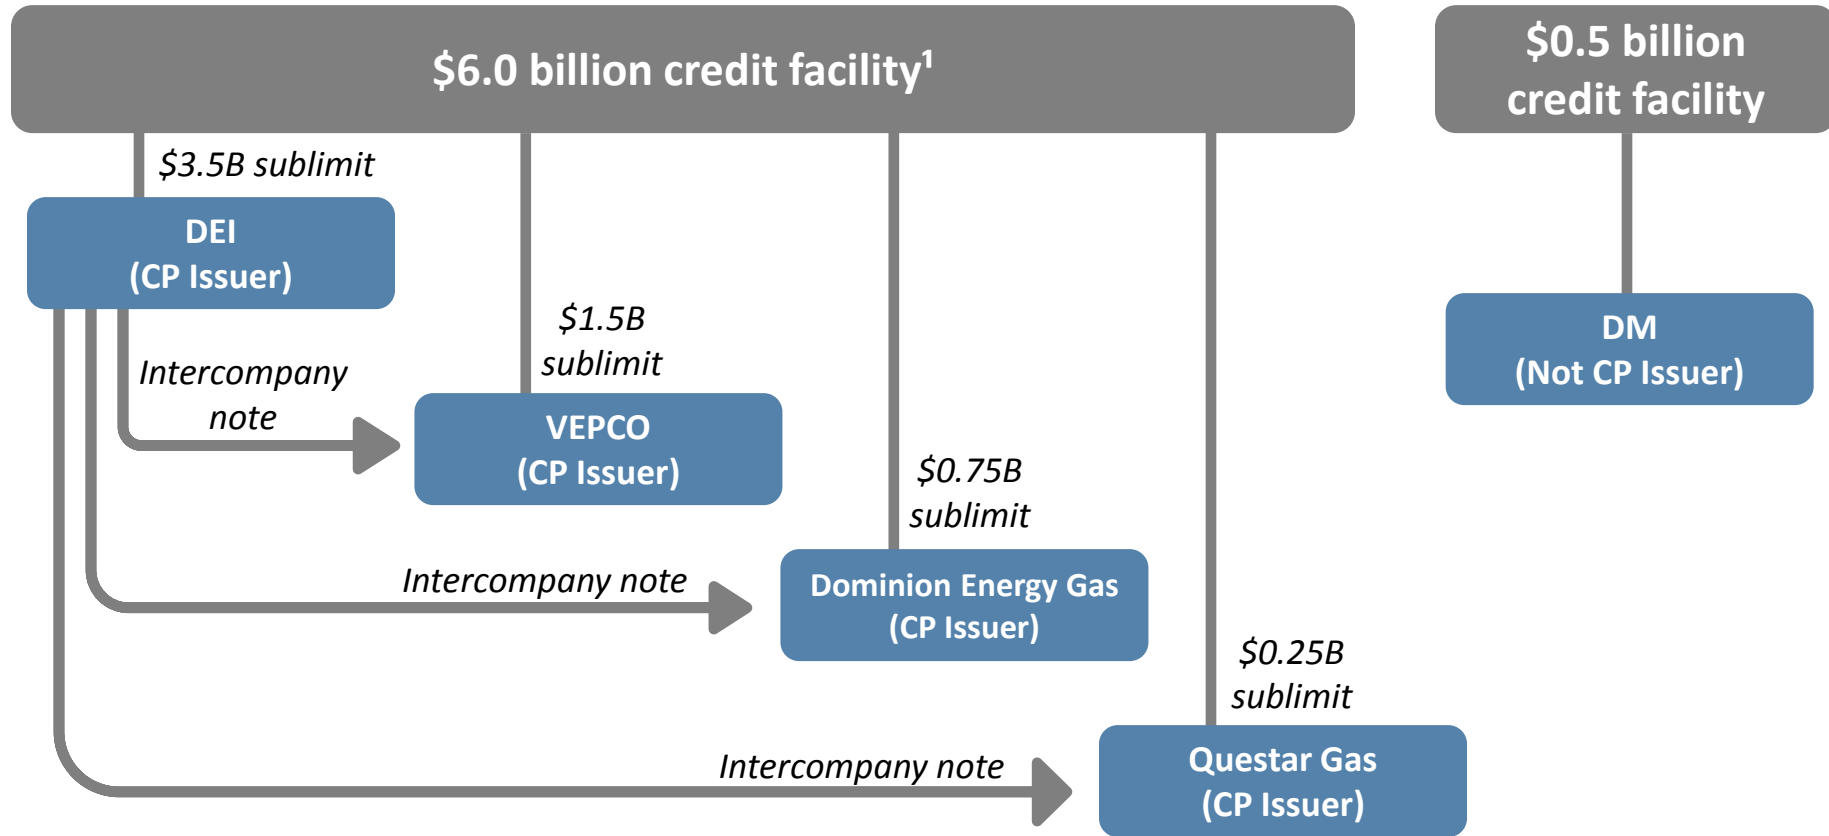 $6.0 billion credit facility¹
$0.5 billion
credit facility
$3.5B sublimit
DEI
(CP Issuer)
$1.5B
sublimit
DM
(Not CP Issuer)
Intercompany
note
VEPCO
(CP Issuer)
$0.75B
sublimit
Intercompany note
Dominion Energy Gas
(CP Issuer)
$0.25B
sublimit
Intercompany note
Questar Gas
(CP Issuer)